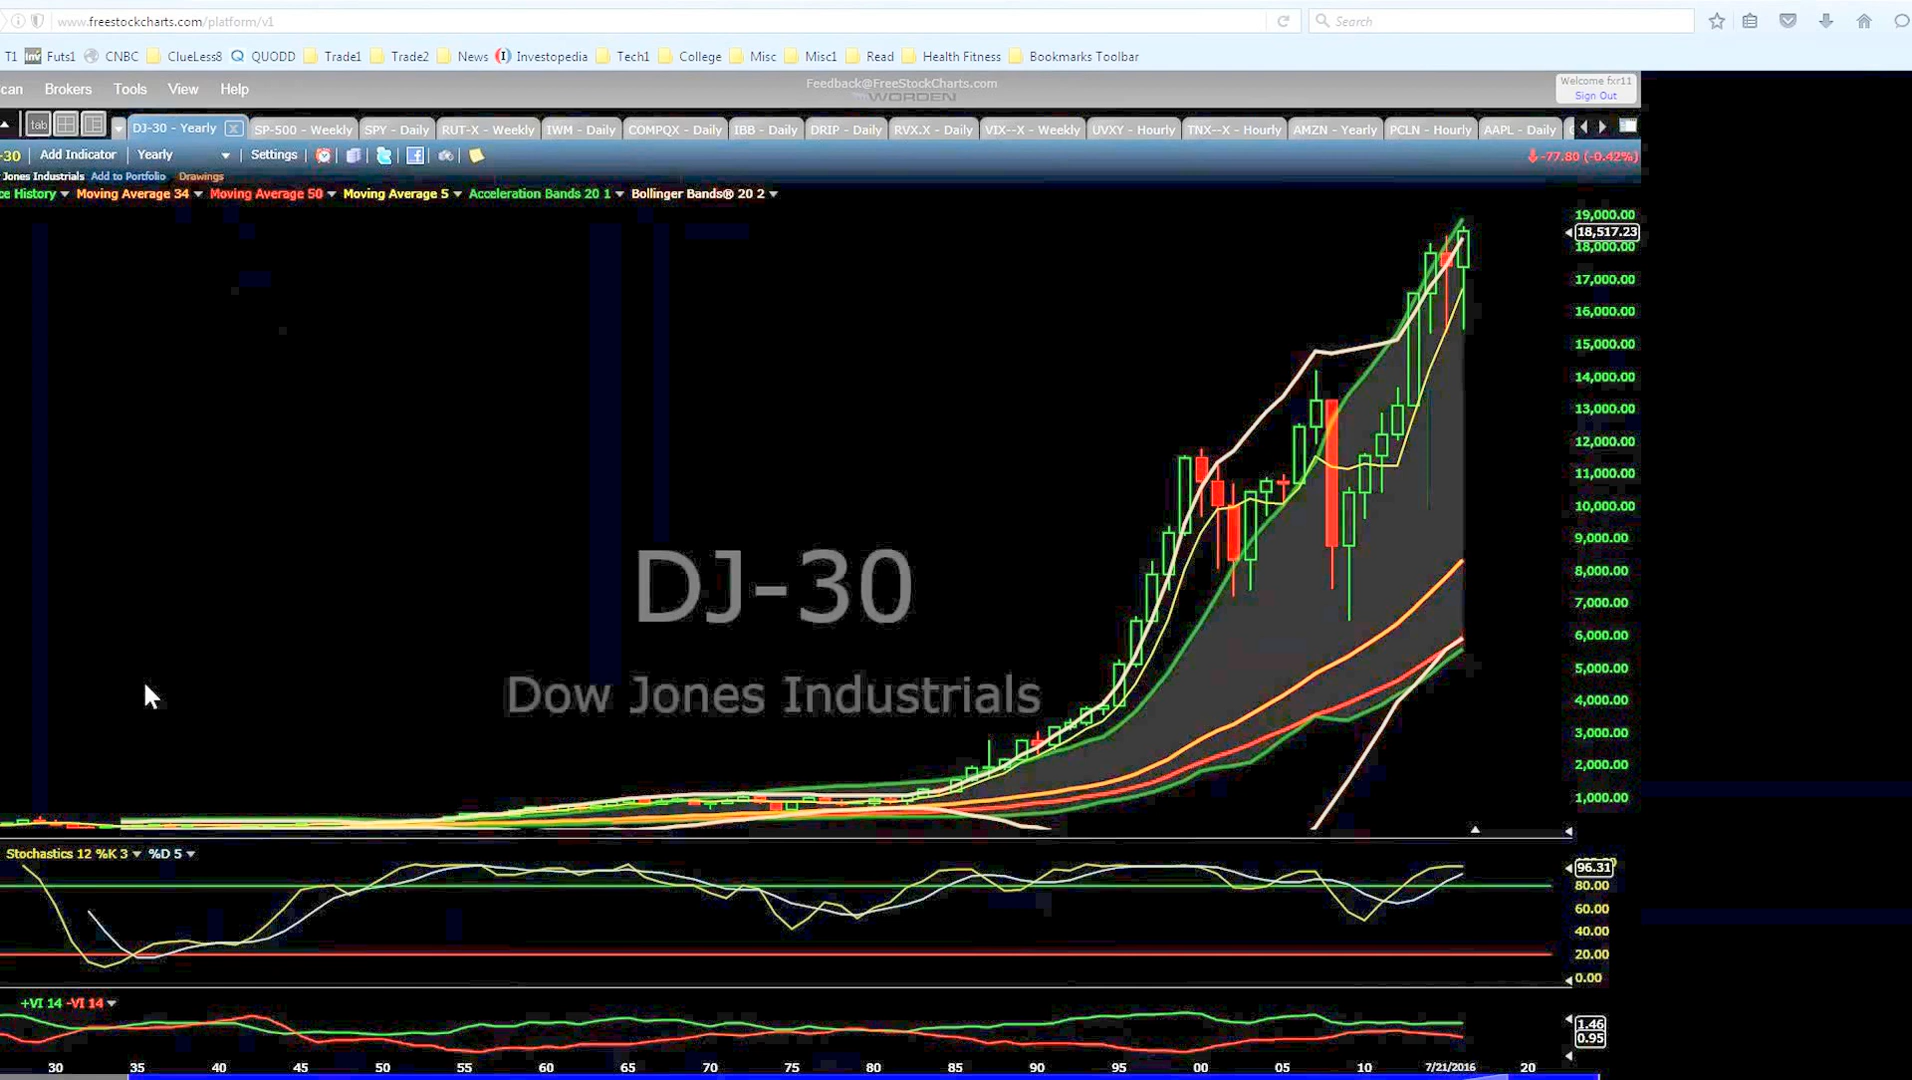 www.freestockcharts.com/platform/v1
Search
T1 inv Futs1 CNBC ClueLess8 Q QUODD Trade1 Trade2 News Investopedia Tech1 College Misc Misc1 Read Health Fitness Bookmarks Toolbar
can Brokers Tools View Help
Feedback@FreeStockCharts.com
WORDEN
Welcome fxr11
Sign Out
tab
DJ-30 - Yearly SP-500 - Weekly SPY - Daily RUT-X - Weekly IWM - Daily COMPQX - Daily IBB - Daily DRIP - Daily RVX.X - Daily VIX--X - Weekly UVXY - Hourly TNX--X - Hourly AMZN - Yearly PCLN - Hourly AAPL - Daily
-30 Add Indicator Yearly Settings
-77.80 (-0.42%)
Jones Industrials Add to Portfolio Drawings
ce History Moving Average 34 Moving Average 50 Moving Average 5 Acceleration Bands 20 1 Bollinger Bands® 20 2
19,000.00
18,517.23
18,000.00
17,000.00
16,000.00
15,000.00
14,000.00
13,000.00
12,000.00
11,000.00
10,000.00
9,000.00
8,000.00
7,000.00
6,000.00
5,000.00
4,000.00
3,000.00
2,000.00
1,000.00
DJ-30
Dow Jones Industrials
Stochastics 12 %K 3 %D 5
96.31
80.00
60.00
40.00
20.00
0.00
+VI 14 -VI 14
1.46
0.95
30 35 40 45 50 55 60 65 70 75 80 85 90 95 00 05 10 7/21/2016 20